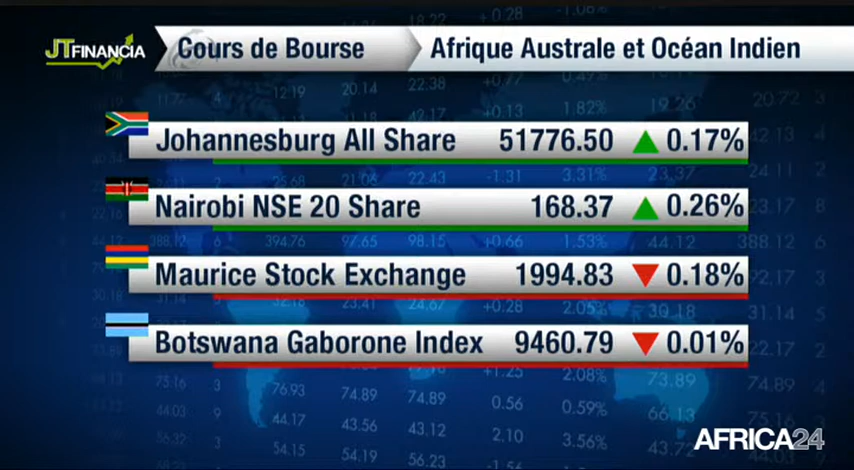 JTFINANCIA
Cours de Bourse
Afrique Australe et Océan Indien
Johannesburg All Share 51776.50 ▲ 0.17%
Nairobi NSE 20 Share 168.37 ▲ 0.26%
Maurice Stock Exchange 1994.83 ▼ 0.18%
Botswana Gaborone Index 9460.79 ▼ 0.01%
AFRICA24